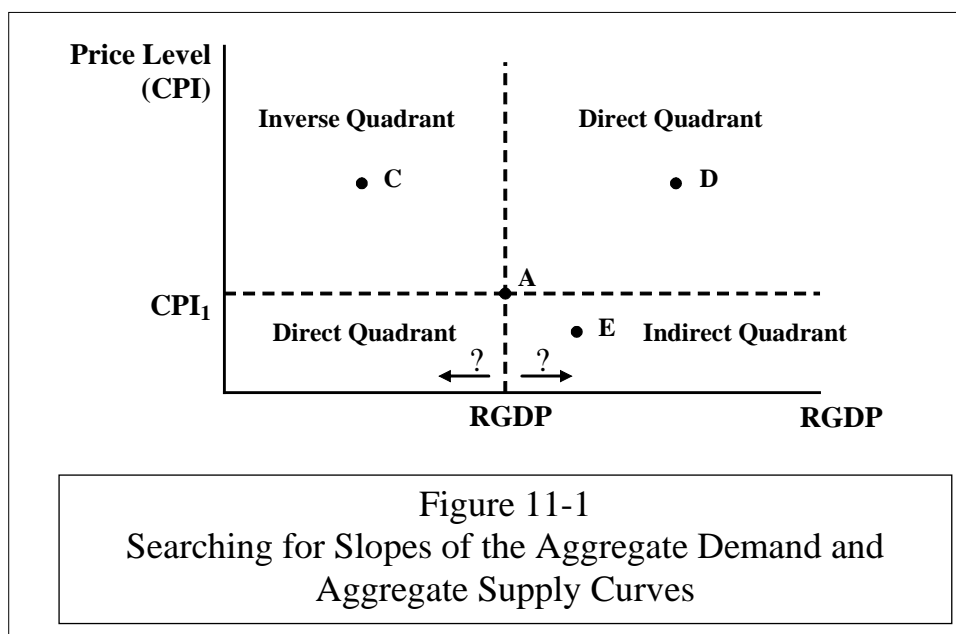 Price Level
(CPI)
Inverse Quadrant
Direct Quadrant
C
D
A
CPI1
E
Direct Quadrant
Indirect Quadrant
? ?
RGDP
RGDP
Figure 11-1
Searching for Slopes of the Aggregate Demand and
Aggregate Supply Curves